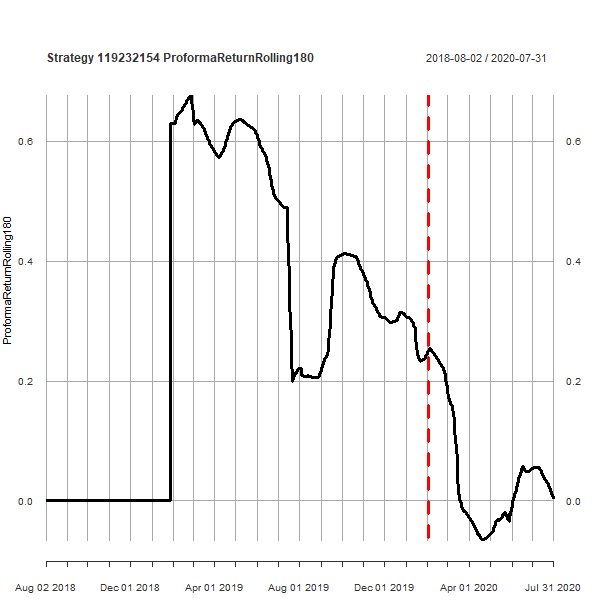 Strategy 119232154 ProformaReturnRolling180
2018-08-02 / 2020-07-31
ProformaReturnRolling180
0.6
0.6
0.4
0.4
0.2
0.2
0.0
0.0
Aug 02 2018
Dec 01 2018
Apr 01 2019
Aug 01 2019
Dec 01 2019
Apr 01 2020
Jul 31 2020